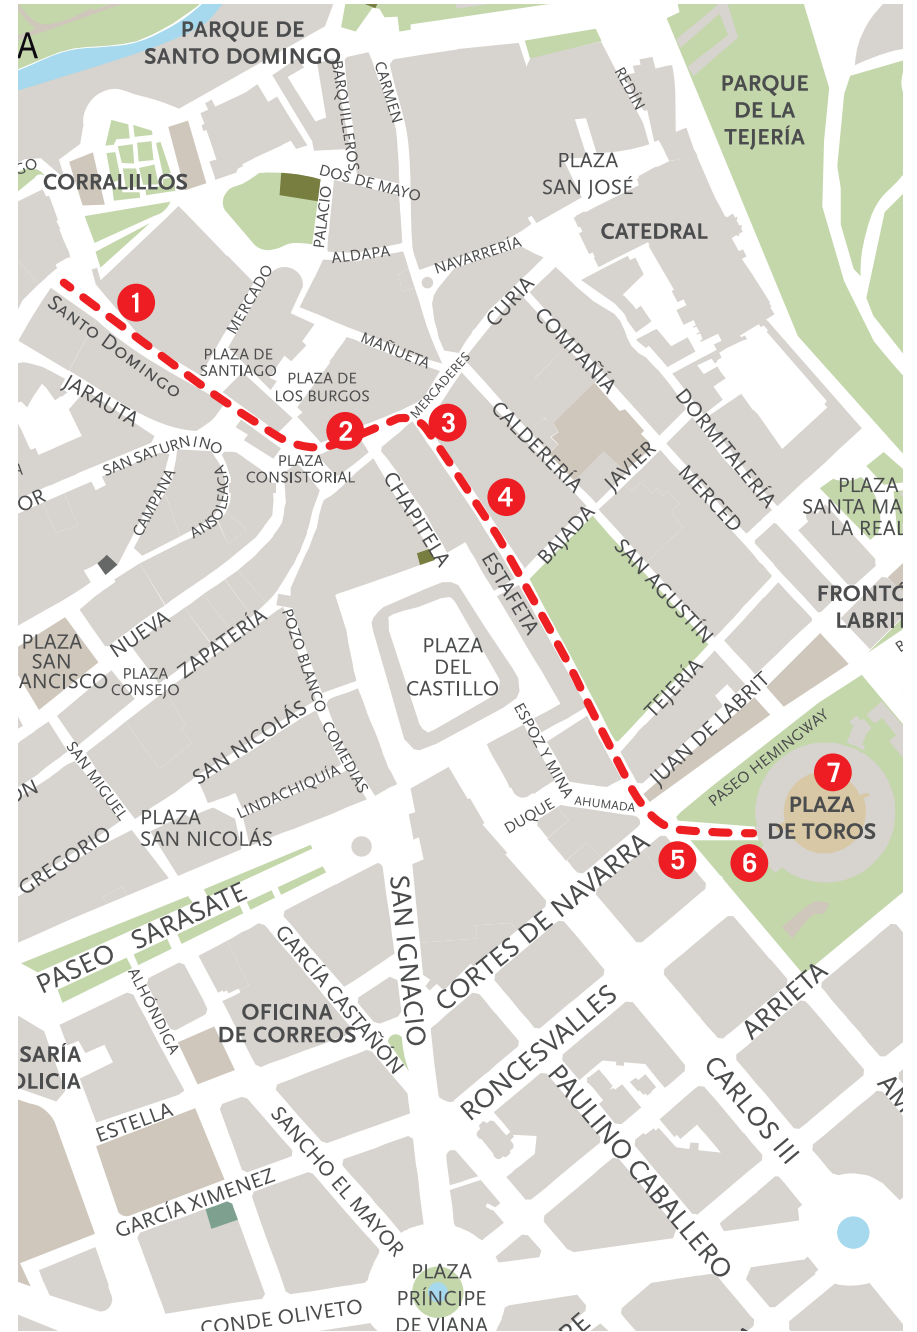 A
PARQUE DE
SANTO DOMINGO
BARQUILLEROS
CARMEN
REDÍN
PARQUE
DE LA
TEJERÍA
GO
CORRALILLOS
DOS DE MAYO
PALACIO
PLAZA
SAN JOSÉ
CATEDRAL
ALDAPA
NAVARRERÍA
MERCADO
CURIA
COMPAÑÍA
1
SANTO DOMINGO
JARAUTA
PLAZA DE
SANTIAGO
PLAZA DE
LOS BURGOS
MAÑUETA
MERCADERES
2
3
4
CALDERERÍA
DORMITALERÍA
SAN SATURNINO
PLAZA
CONSISTORIAL
OR
CAMPANA
ANSOLEAGA
CHAPITELA
JAVIER
BAJADA
MERCED
PLAZA
SANTA MA
LA REAL
ESTAFETA
SAN AGUSTÍN
FRONTÓ
LABRIT
PLAZA
SAN
ANCISCO
NUEVA
PLAZA
CONSEJO
ZAPATERÍA
POZO BLANCO
PLAZA
DEL
CASTILLO
TEJERÍA
JUAN DE LABRIT
PASEO HEMINGWAY
ÓN
SAN MIGUEL
SAN NICOLÁS
COMEDIAS
LINDACHIQUÍA
ESPOZ Y MINA
DUQUE
AHUMADA
7
PLAZA
DE TOROS
PLAZA
SAN NICOLÁS
GREGORIO
5
6
PASEO SARASATE
SAN IGNACIO
CORTES DE NAVARRA
GARCÍA CASTAÑÓN
ALHÓNDIGA
OFICINA
DE CORREOS
ARRIETA
SARÍA
OLICIA
RONCESVALLES
PAULINO CABALLERO
CARLOS III
AM
ESTELLA
SANCHO EL MAYOR
GARCÍA XIMENEZ
PLAZA
PRÍNCIPE
DE VIANA
CONDE OLIVETO
RE